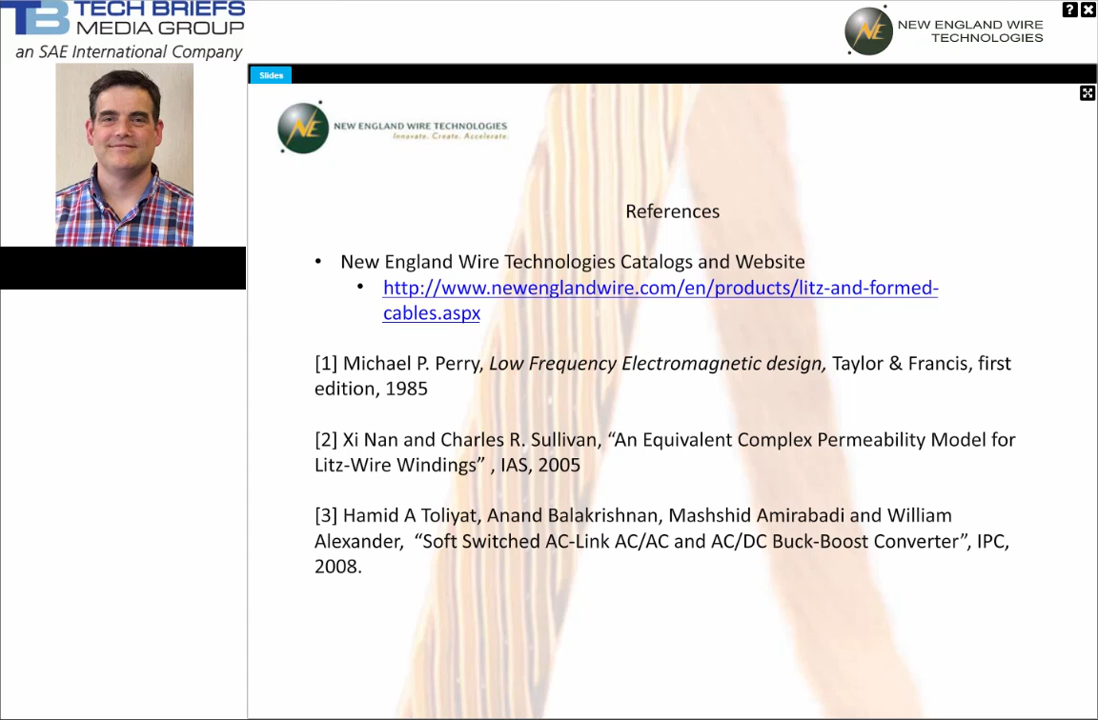 TB TECH BRIEFS
MEDIA GROUP
an SAE International Company
NE NEW ENGLAND WIRE
TECHNOLOGIES
? X
Slides
NE NEW ENGLAND WIRE TECHNOLOGIES
Innovate. Create. Accelerate.
References
• New England Wire Technologies Catalogs and Website
• http://www.newenglandwire.com/en/products/litz-and-formed-
cables.aspx
[1] Michael P. Perry, Low Frequency Electromagnetic design, Taylor & Francis, first
edition, 1985
[2] Xi Nan and Charles R. Sullivan, “An Equivalent Complex Permeability Model for
Litz-Wire Windings” , IAS, 2005
[3] Hamid A Toliyat, Anand Balakrishnan, Mashshid Amirabadi and William
Alexander, “Soft Switched AC-Link AC/AC and AC/DC Buck-Boost Converter”, IPC,
2008.